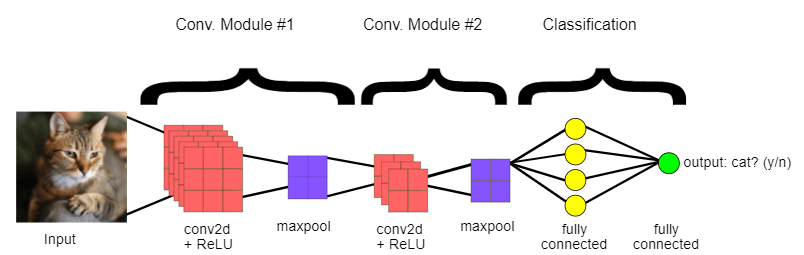 Conv. Module #1
Conv. Module #2
Classification
output: cat? (y/n)
Input
conv2d
+ ReLU
maxpool
conv2d
+ ReLU
maxpool
fully
connected
fully
connected